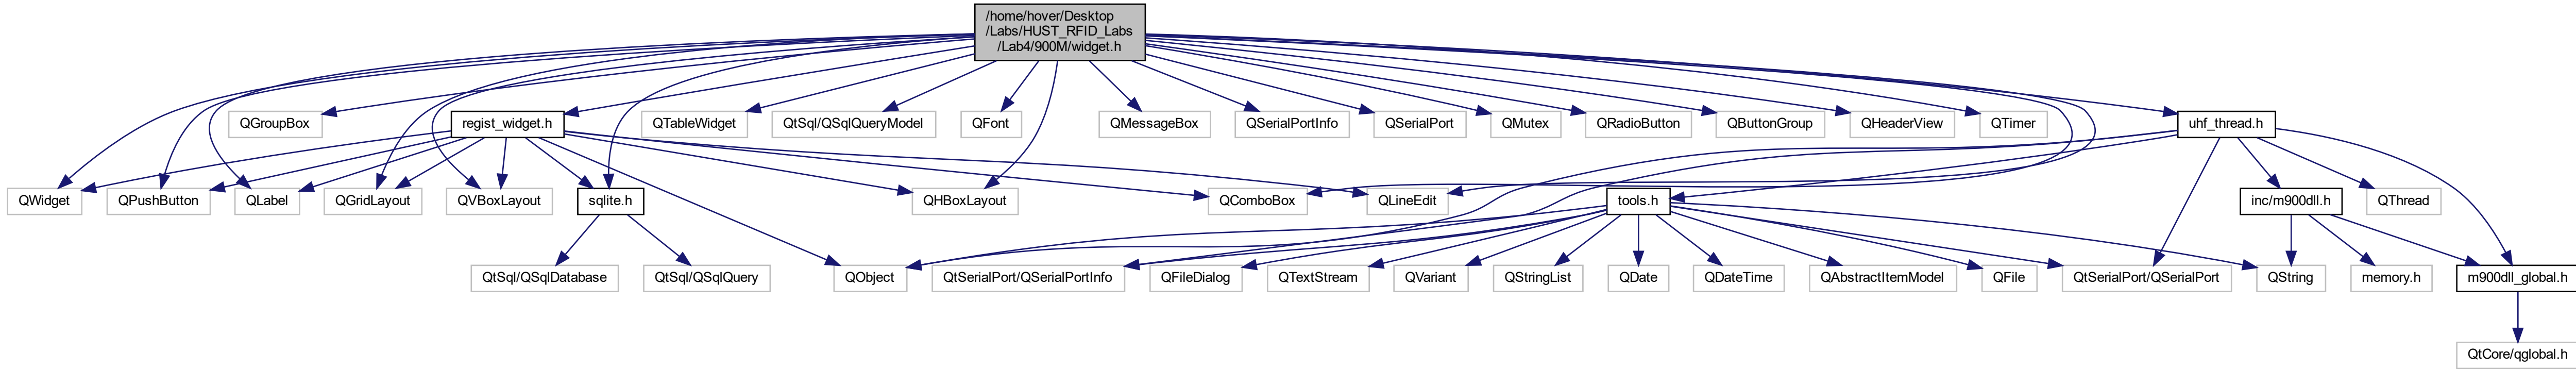 /home/hover/Desktop
/Labs/HUST_RFID_Labs
/Lab4/900M/widget.h
QGroupBox
regist_widget.h
QTableWidget
QtSql/QSqlQueryModel
QFont
QMessageBox
QSerialPortInfo
QSerialPort
QMutex
QRadioButton
QButtonGroup
QHeaderView
QTimer
uhf_thread.h
QWidget
QPushButton
QLabel
QGridLayout
QVBoxLayout
sqlite.h
QHBoxLayout
QComboBox
QLineEdit
tools.h
inc/m900dll.h
QThread
QtSql/QSqlDatabase
QtSql/QSqlQuery
QObject
QtSerialPort/QSerialPortInfo
QFileDialog
QTextStream
QVariant
QStringList
QDate
QDateTime
QAbstractItemModel
QFile
QtSerialPort/QSerialPort
QString
memory.h
m900dll_global.h
QtCore/qglobal.h